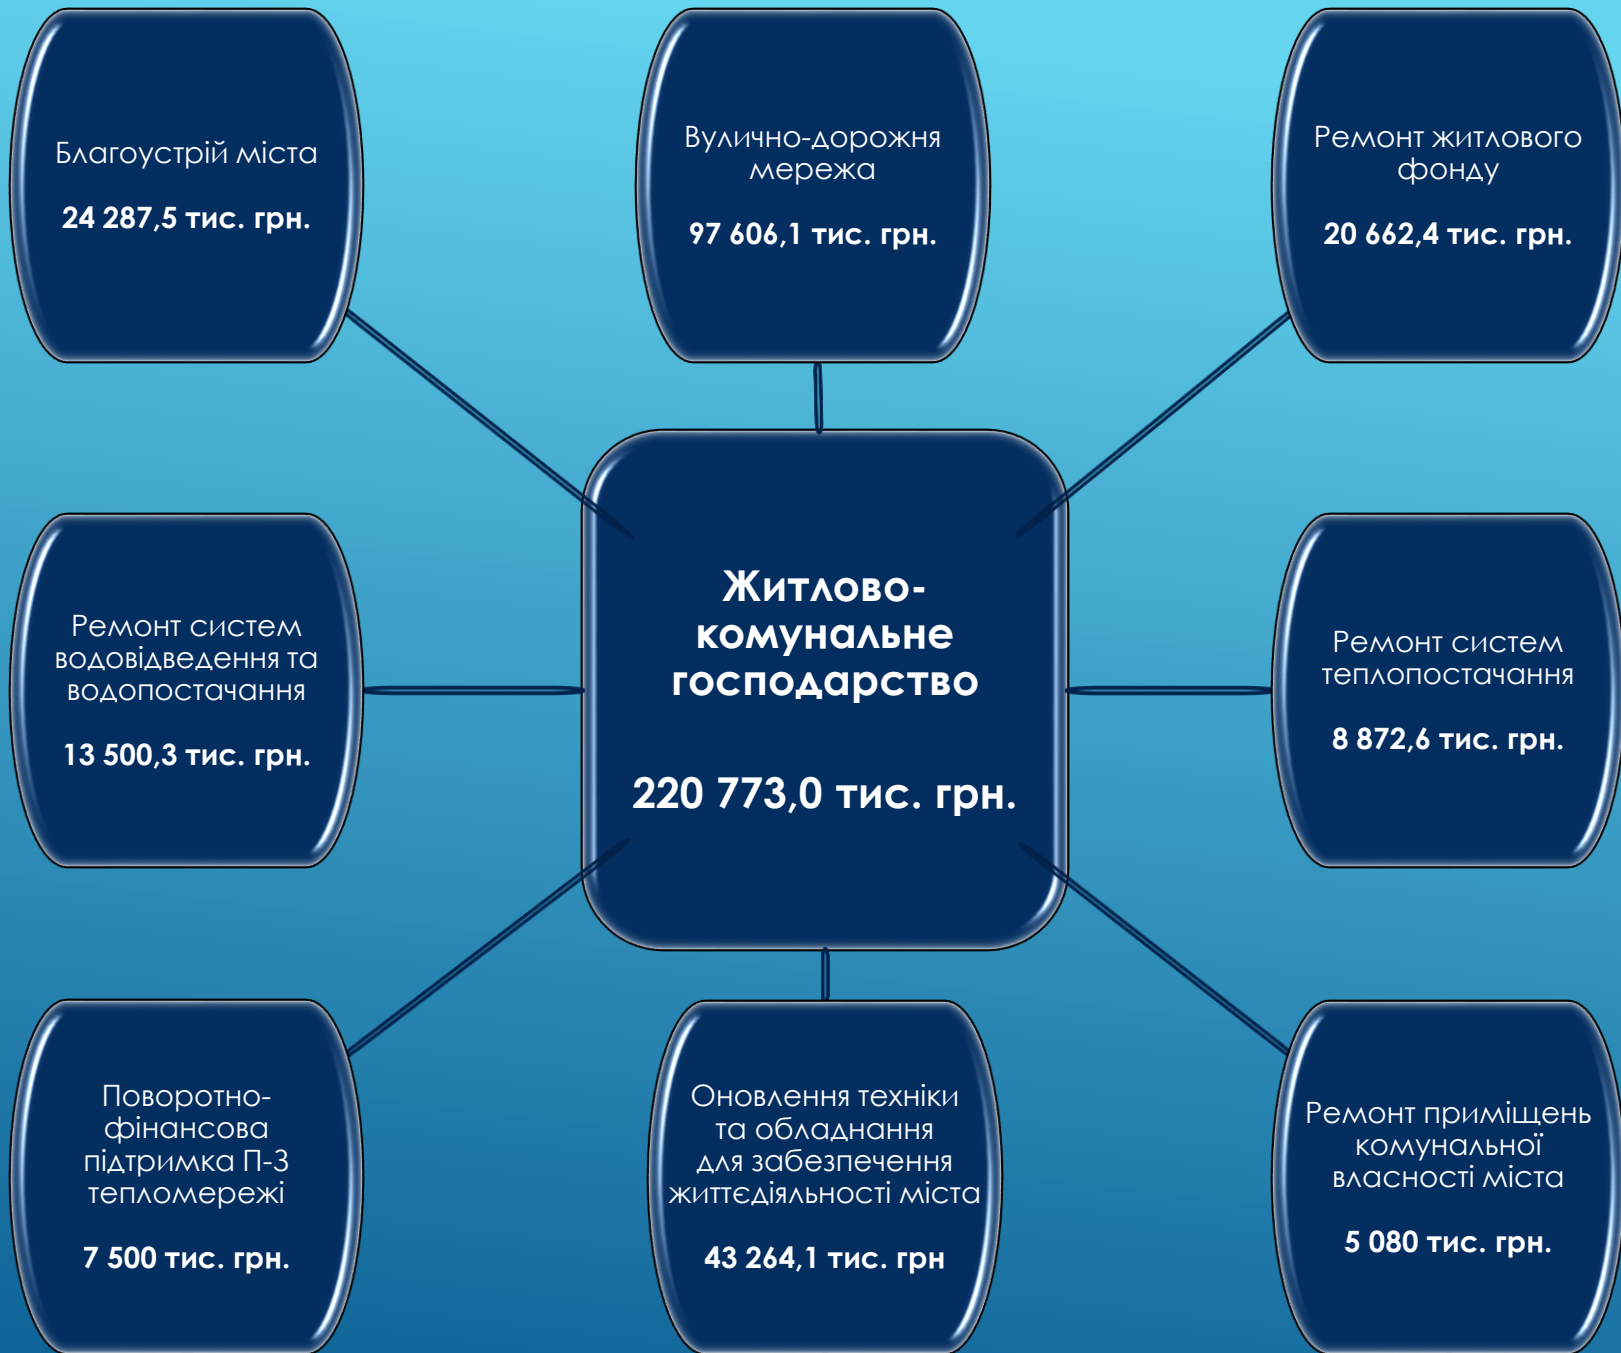 Благоустрій міста
24 287,5 тис. грн.
Вулично-дорожня
мережа
97 606,1 тис. грн.
Ремонт житлового
фонду
20 662,4 тис. грн.
Ремонт систем
водовідведення та
водопостачання
13 500,3 тис. грн.
Житлово-
комунальне
господарство
220 773,0 тис. грн.
Ремонт систем
теплопостачання
8 872,6 тис. грн.
Поворотно-
фінансова
підтримка П-З
тепломережі
7 500 тис. грн.
Оновлення техніки
та обладнання
для забезпечення
життєдіяльності міста
43 264,1 тис. грн
Ремонт приміщень
комунальної
власності міста
5 080 тис. грн.